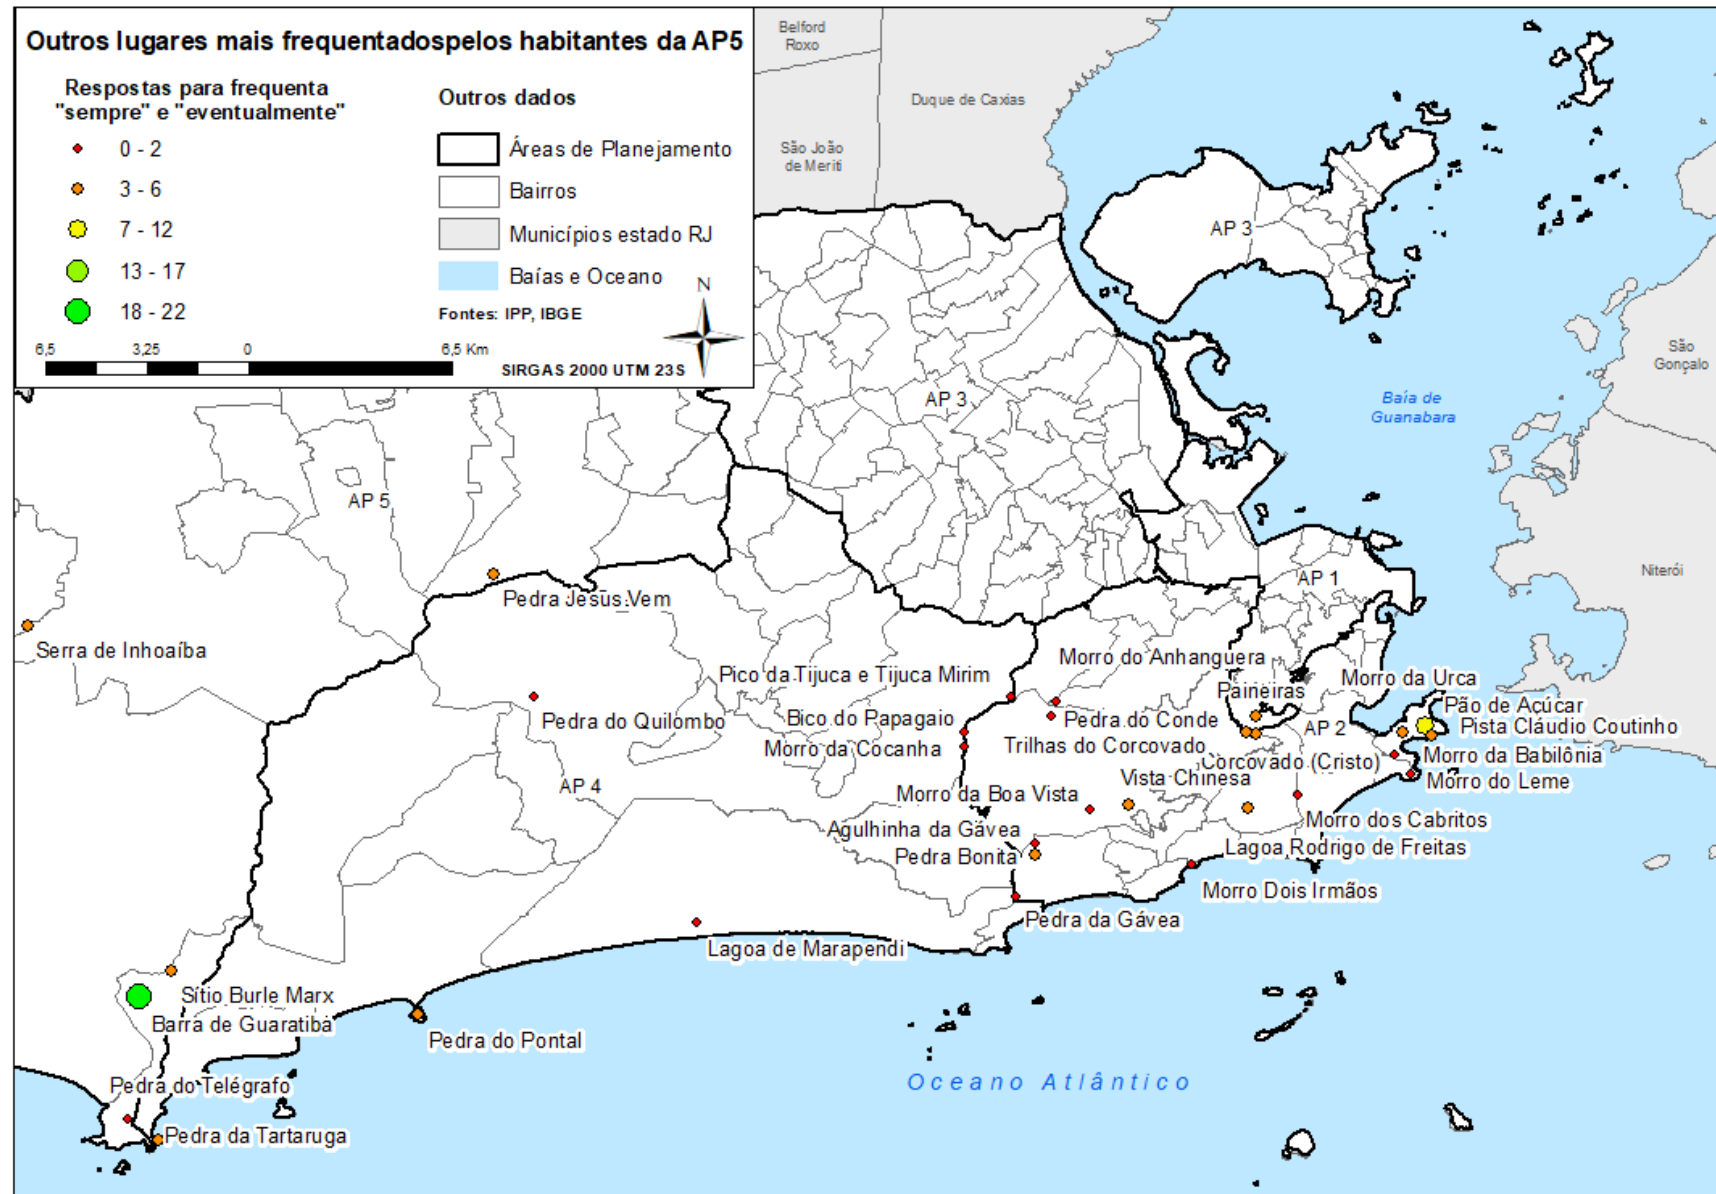 Outros lugares mais frequentadospelos habitantes da AP5
Respostas para frequenta
"sempre" e "eventualmente"
0 - 2
3 - 6
7 - 12
13 - 17
18 - 22
Outros dados
Áreas de Planejamento
Bairros
Municípios estado RJ
Baías e Oceano
Fontes: IPP, IBGE
N
6,5
3,25
0
6,5 Km
SIRGAS 2000 UTM 23S
Belford
Roxo
Duque de Caxias
São João
de Meriti
AP 3
São
Gonçalo
Baía de
Guanabara
AP 3
AP 5
Niterói
AP 1
Pedra Jesus Vem
Serra de Inhoaíba
Morro do Anhanguera
Pico da Tijuca e Tijuca Mirim
Morro da Urca
Paineiras
Pão de Açúcar
Pedra do Quilombo
Bico do Papagaio
Pedra do Conde
AP 2
Pista Cláudio Coutinho
Morro da Cocanha
Trilhas do Corcovado
Corcovado (Cristo)
Morro da Babilônia
Vista Chinesa
Morro do Leme
AP 4
Morro da Boa Vista
Morro dos Cabritos
Agulhinha da Gávea
Lagoa Rodrigo de Freitas
Pedra Bonita
Morro Dois Irmãos
Pedra da Gávea
Lagoa de Marapendi
Sítio Burle Marx
Barra de Guaratiba
Pedra do Pontal
Oceano Atlântico
Pedra do Telégrafo
Pedra da Tartaruga